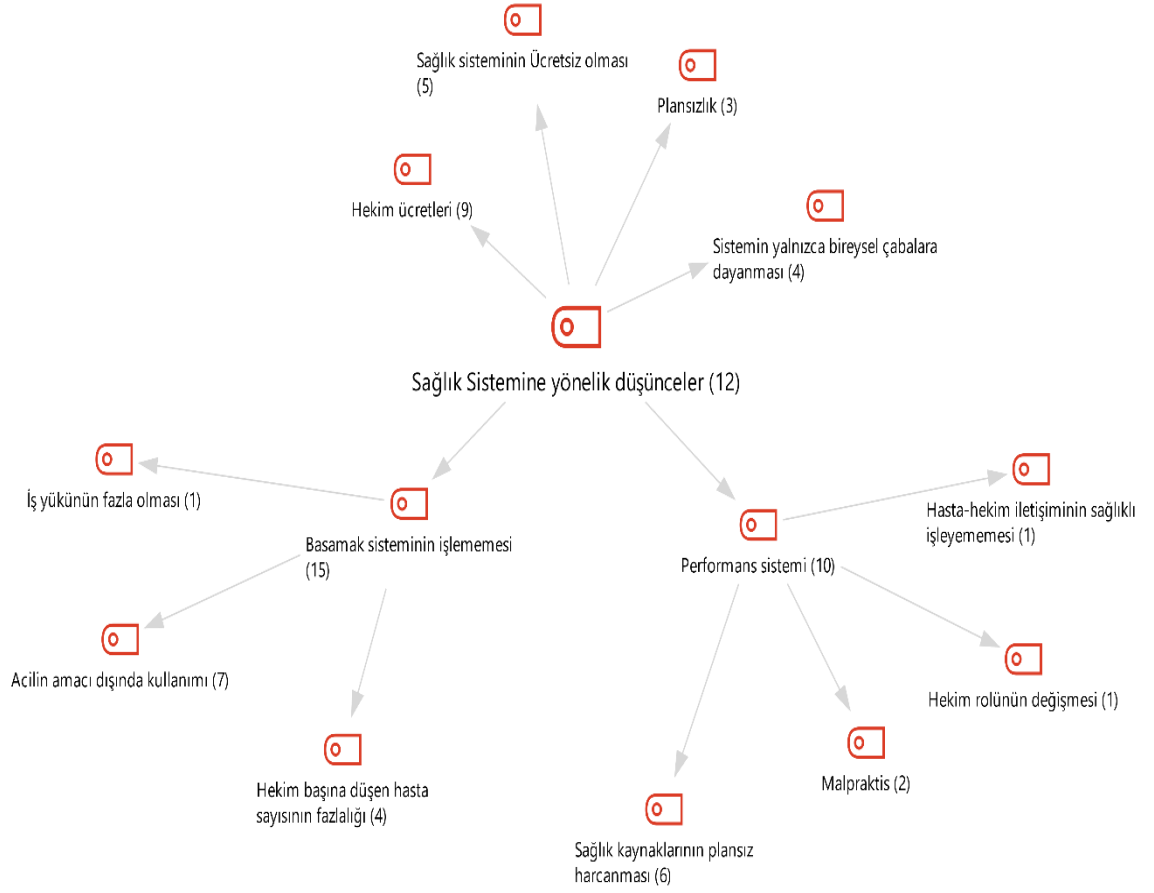 Sağlık sisteminin Ücretsiz olması
(5)
Plansızlık (3)
Hekim ücretleri (9)
Sistemin yalnızca bireysel çabalara
dayanması (4)
Sağlık Sistemine yönelik düşünceler (12)
İş yükünün fazla olması (1)
Basamak sisteminin işlememesi
(15)
Acilin amacı dışında kullanımı (7)
Hekim başına düşen hasta
sayısının fazlalığı (4)
Performans sistemi (10)
Hasta-hekim iletişiminin sağlıklı
işleyememesi (1)
Hekim rolünün değişmesi (1)
Malpraktis (2)
Sağlık kaynaklarının plansız
harcanması (6)